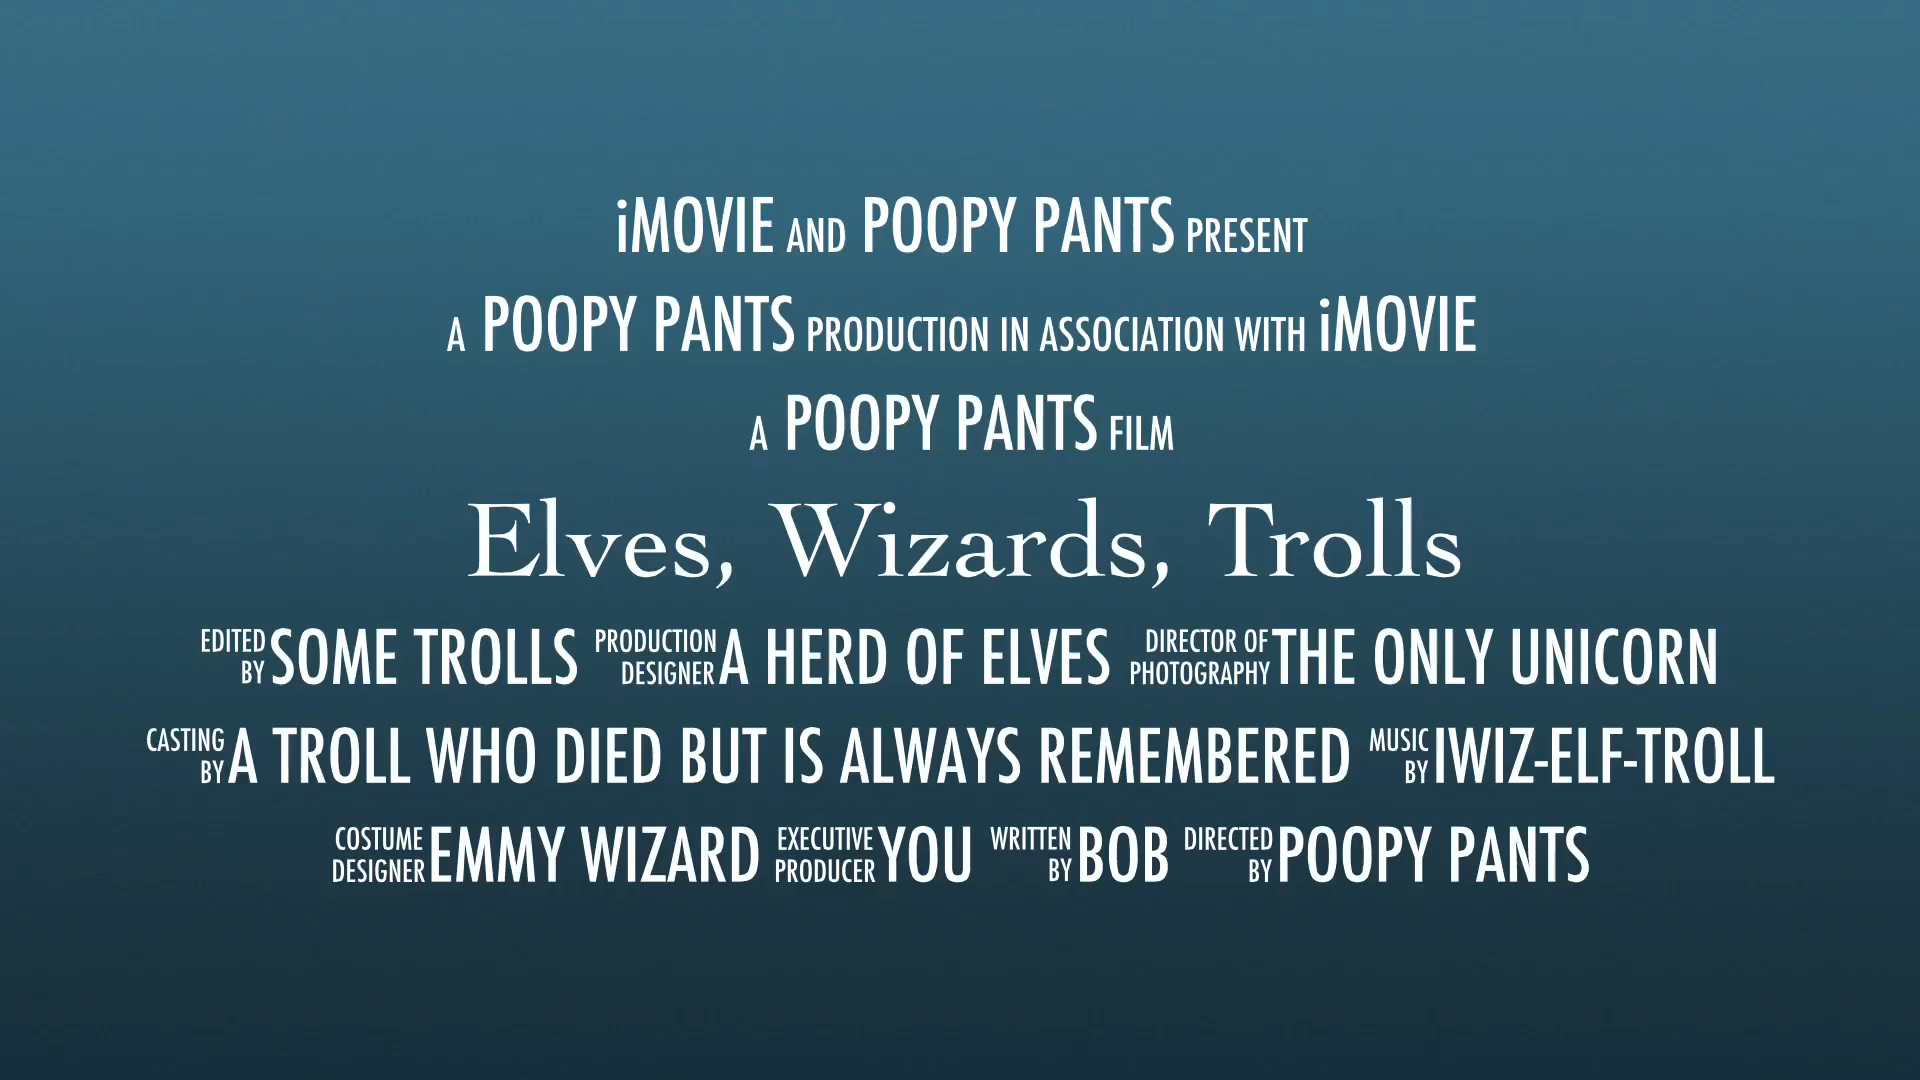 iMOVIE AND POOPY PANTS PRESENT
A POOPY PANTS PRODUCTION IN ASSOCIATION WITH iMOVIE
A POOPY PANTS FILM
Elves, Wizards, Trolls
EDITED BY SOME TROLLS PRODUCTION DESIGNER A HERD OF ELVES DIRECTOR OF PHOTOGRAPHY THE ONLY UNICORN
CASTING BY A TROLL WHO DIED BUT IS ALWAYS REMEMBERED MUSIC BY IWIZ-ELF-TROLL
COSTUME DESIGNER EMMY WIZARD EXECUTIVE PRODUCER YOU WRITTEN BY BOB DIRECTED BY POOPY PANTS